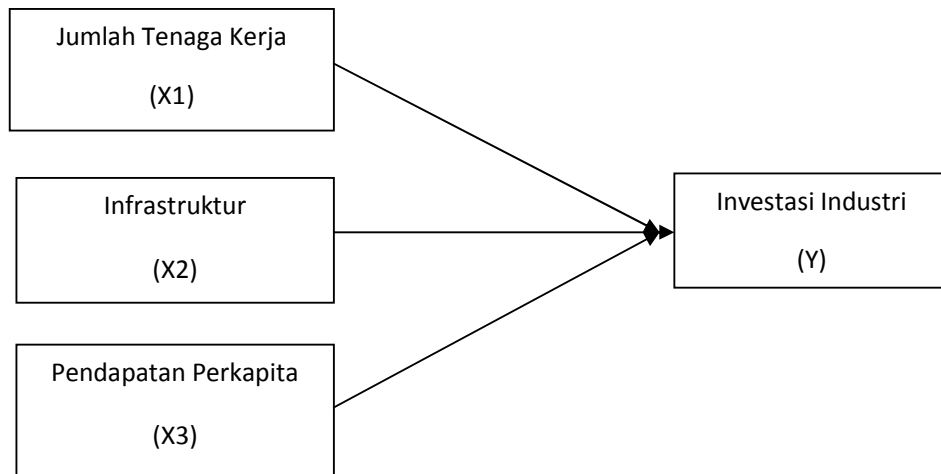 Jumlah Tenaga Kerja
(X1)
Infrastruktur
(X2)
Pendapatan Perkapita
(X3)
Investasi Industri
(Y)